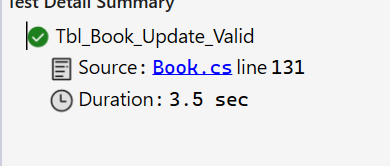 Test Detail Summary
Tbl_Book_Update_Valid
Source: Book.cs line 131
Duration: 3.5 sec